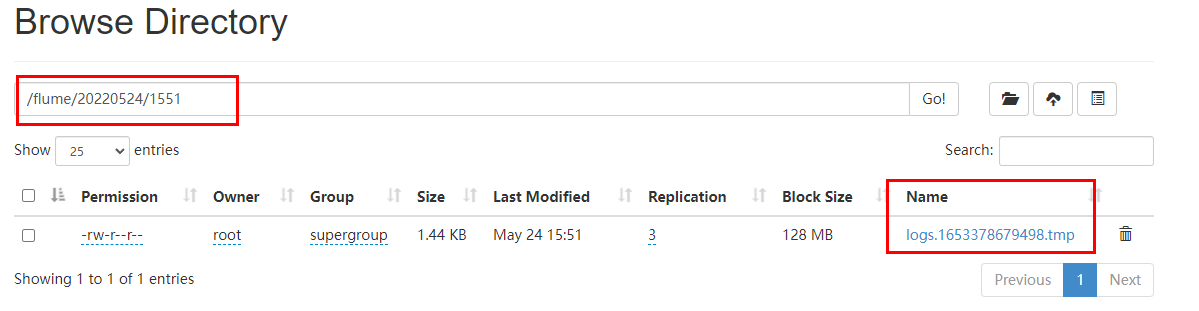 Browse Directory
/flume/20220524/1551 Go!
Show 25 entries Search:
Permission Owner Group Size Last Modified Replication Block Size Name
-rw-r--r-- root supergroup 1.44 KB May 24 15:51 3 128 MB logs.1653378679498.tmp
Showing 1 to 1 of 1 entries Previous 1 Next